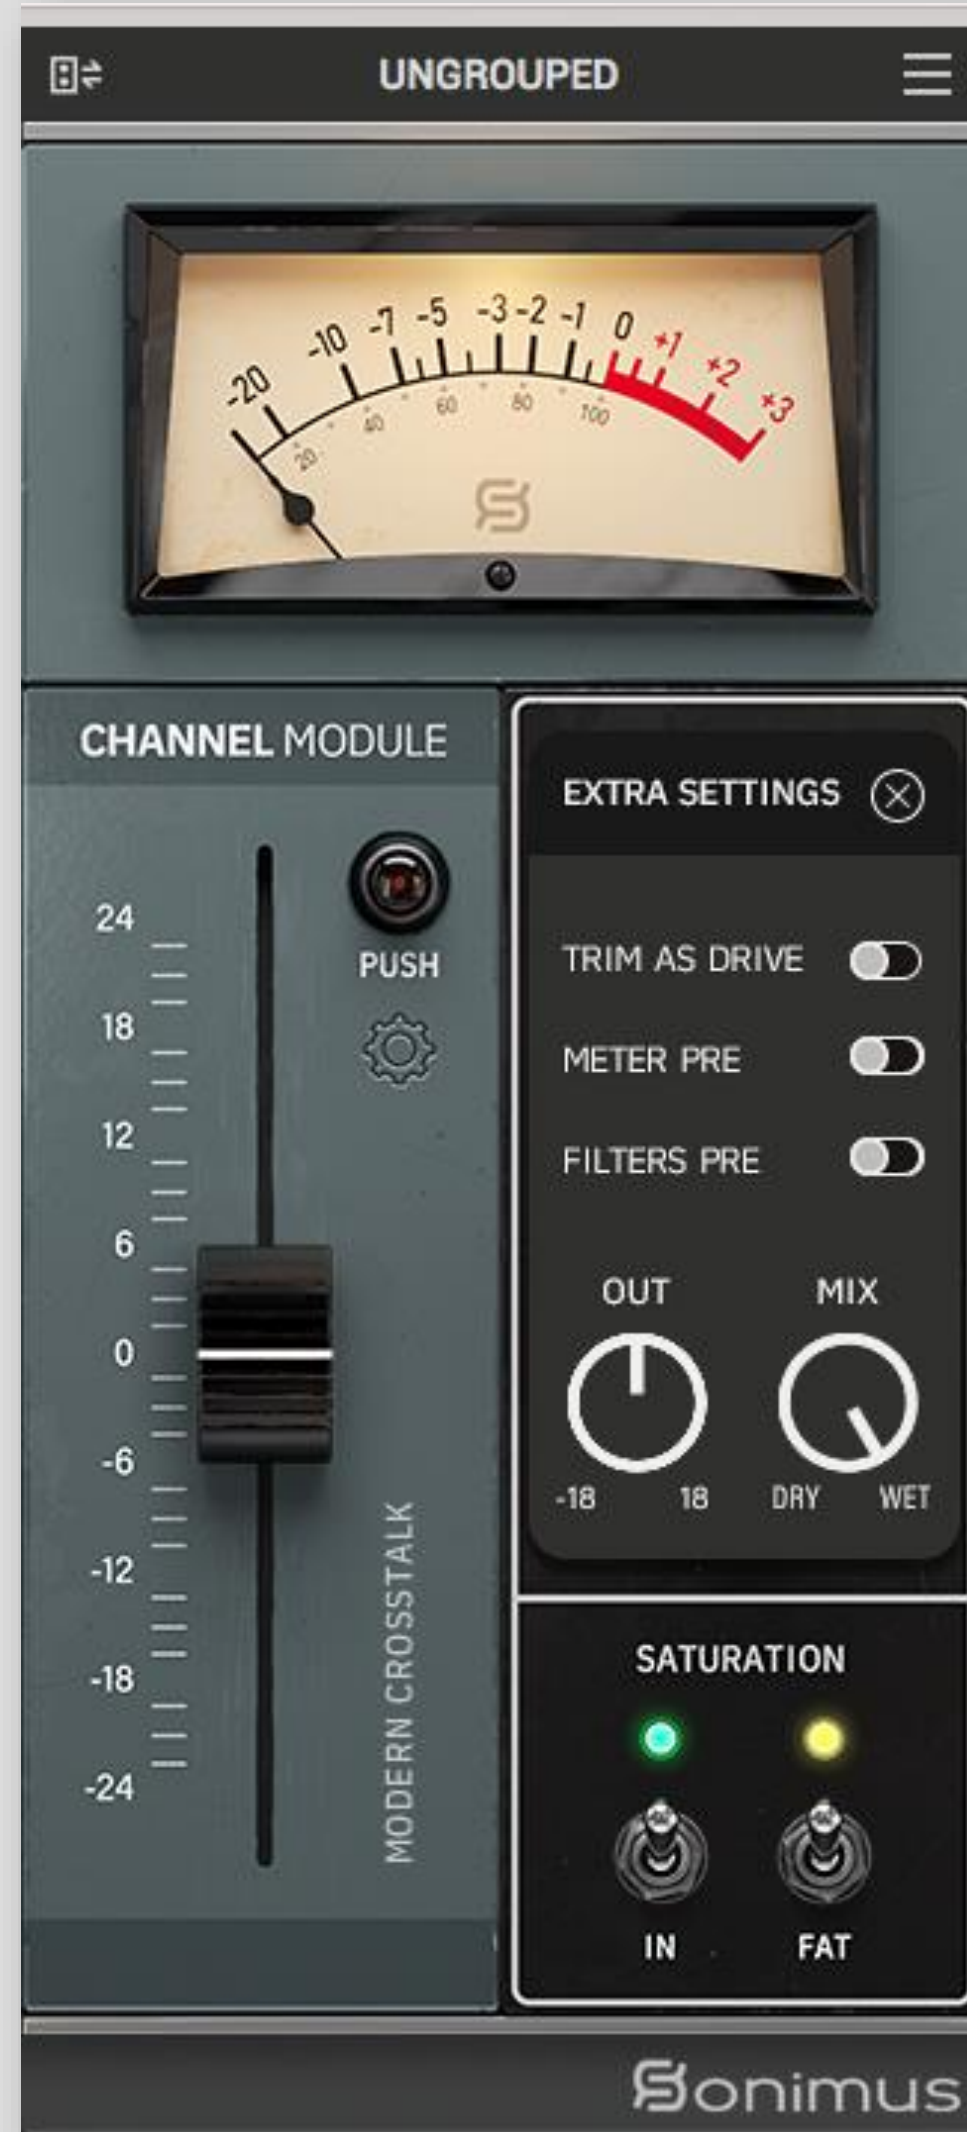 UNGROUPED
-20 -10 -7 -5 -3 -2 -1 0 +1 +2 +3
20 40 60 80 100
CHANNEL MODULE
PUSH
24
18
12
6
0
-6
-12
-18
-24
MODERN CROSSTALK
EXTRA SETTINGS
TRIM AS DRIVE
METER PRE
FILTERS PRE
OUT MIX
-18 18 DRY WET
SATURATION
IN FAT
Sonimus